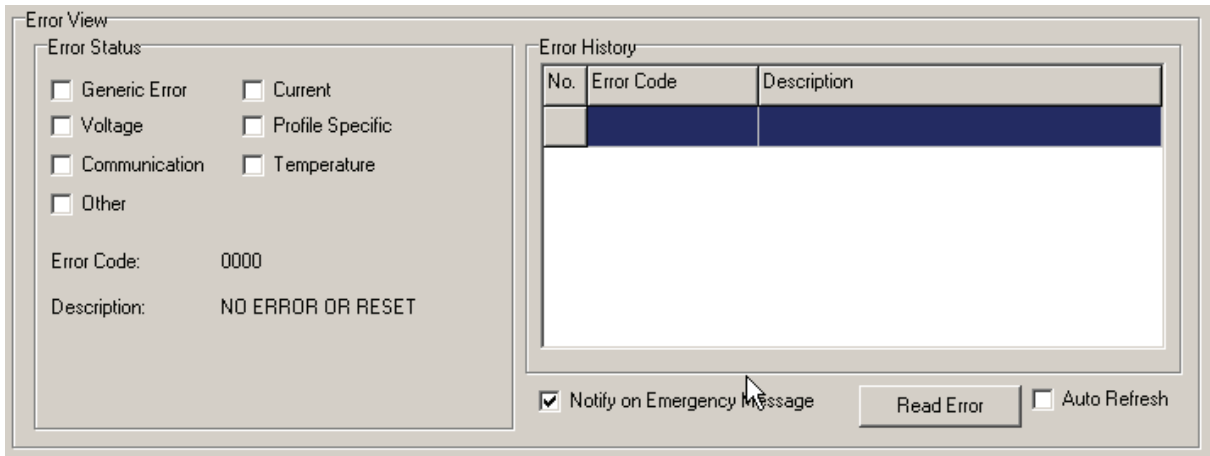 Error View
Error Status
Generic Error Current
Voltage Profile Specific
Communication Temperature
Other
Error Code: 0000
Description: NO ERROR OR RESET
Error History
No. Error Code Description
Notify on Emergency Message
Read Error
Auto Refresh